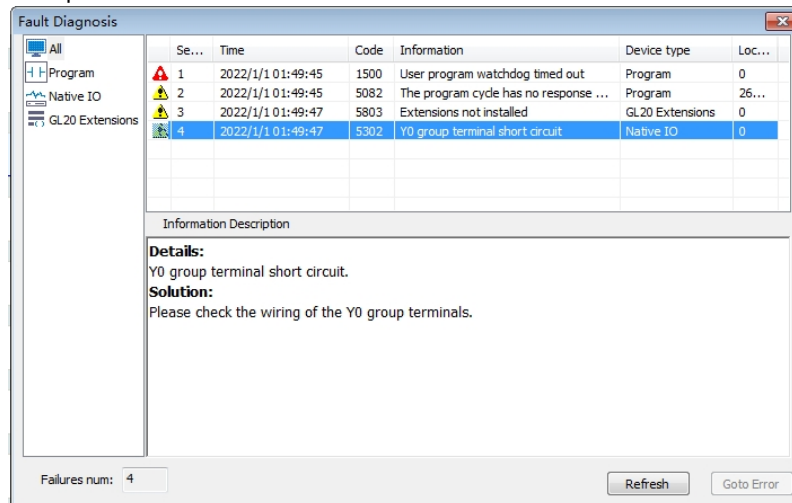 Fault Diagnosis
All
Program
Native IO
GL20 Extensions
Se... Time Code Information Device type Loc...
1 2022/1/1 01:49:45 1500 User program watchdog timed out Program 0
2 2022/1/1 01:49:45 5082 The program cycle has no response ... Program 26...
3 2022/1/1 01:49:47 5803 Extensions not installed GL20 Extensions 0
4 2022/1/1 01:49:47 5302 Y0 group terminal short circuit Native IO 0
Information Description
Details:
Y0 group terminal short circuit.
Solution:
Please check the wiring of the Y0 group terminals.
Failures num: 4
Refresh
Goto Error